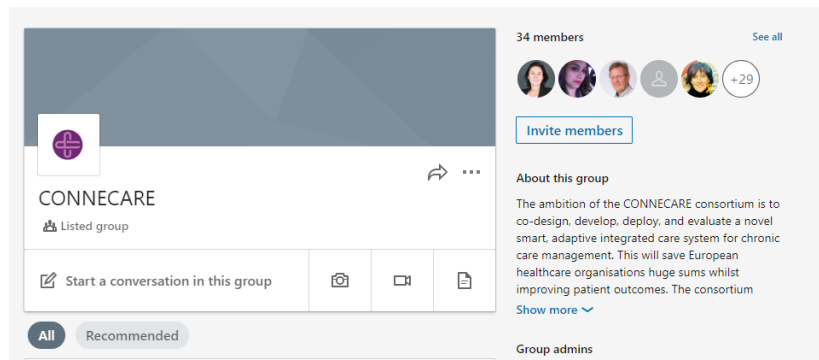 CONNECARE
Listed group
Start a conversation in this group
All
Recommended
34 members
See all
+29
Invite members
About this group
The ambition of the CONNECARE consortium is to
co-design, develop, deploy, and evaluate a novel
smart, adaptive integrated care system for chronic
care management. This will save European
healthcare organisations huge sums whilst
improving patient outcomes. The consortium
Show more
Group admins